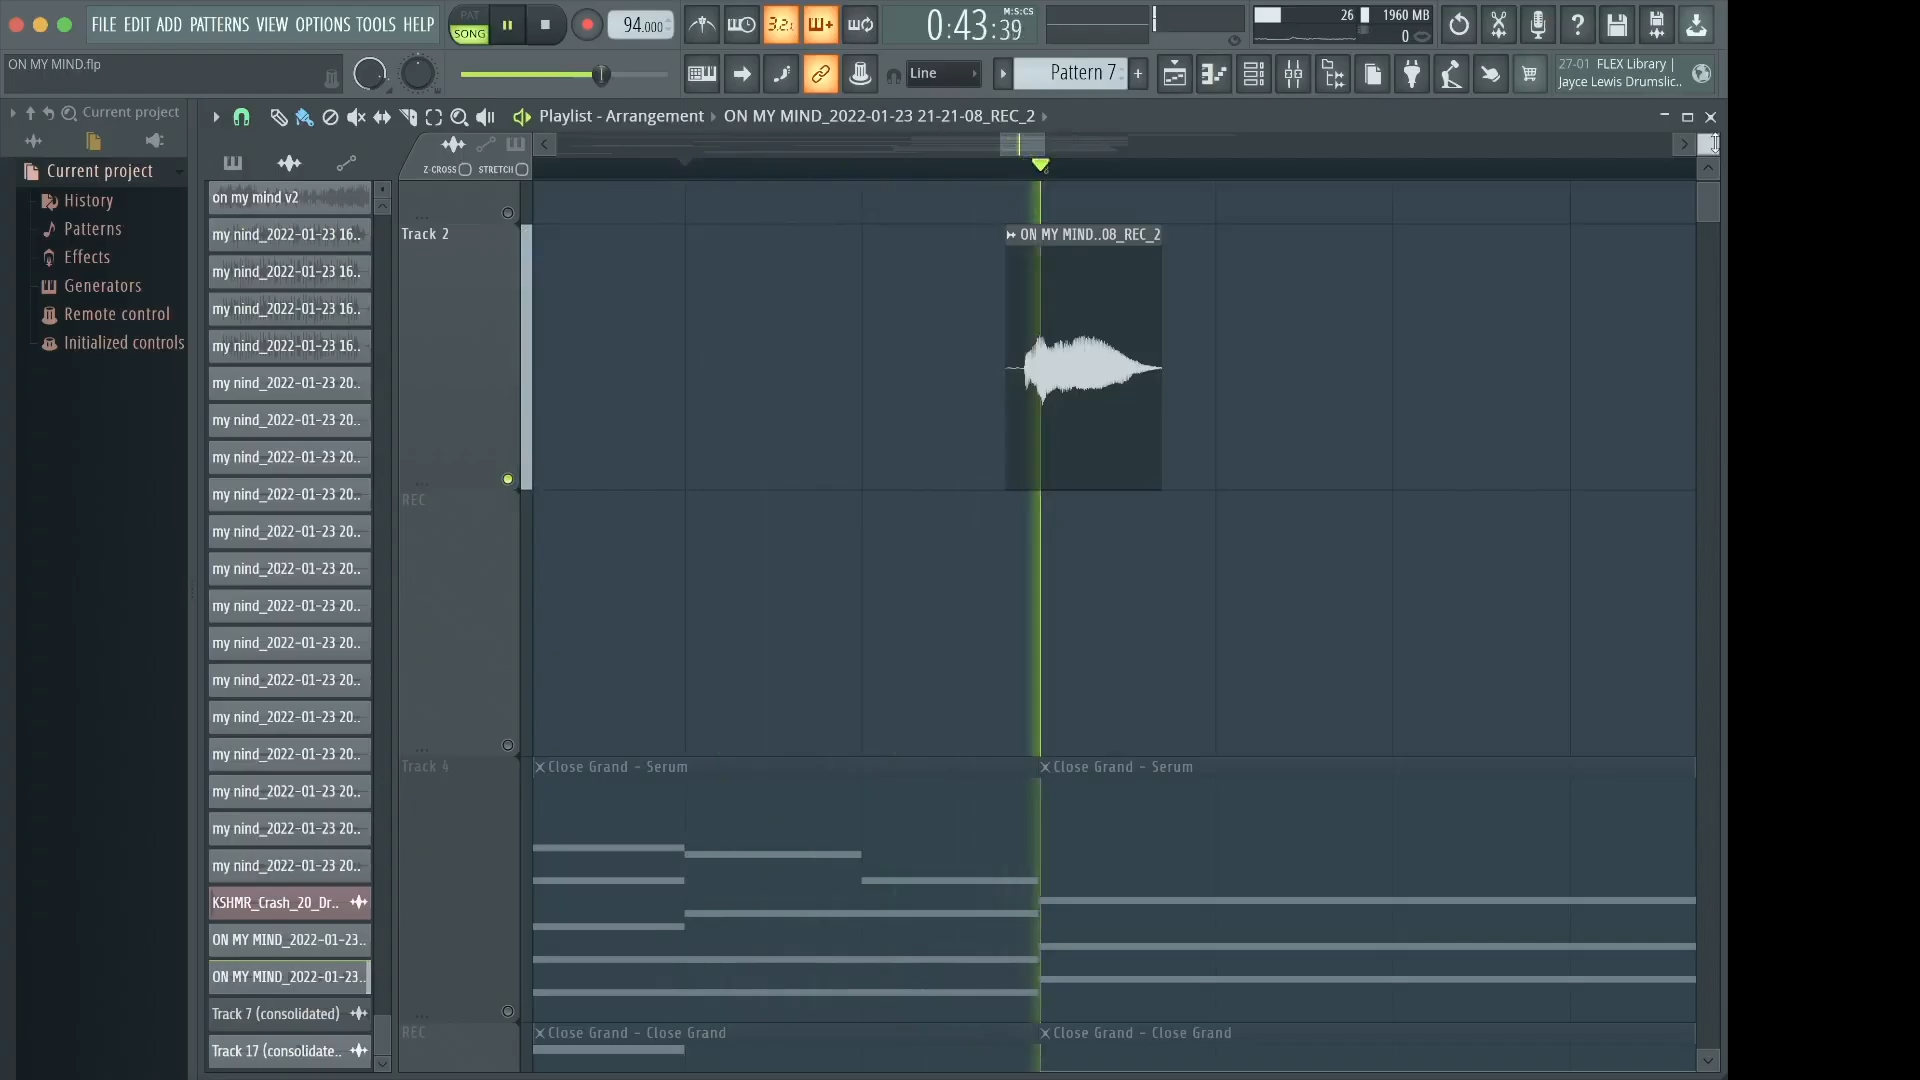 FILE EDIT ADD PATTERNS VIEW OPTIONS TOOLS HELP
PAT
SONG
94.000
3.2.1
0:43:39
M:S:CS
26
1960 MB
0
ON MY MIND.flp
Line
Pattern 7
27-01 FLEX Library |
Jayce Lewis Drumslic..
Current project
Playlist - Arrangement
ON MY MIND_2022-01-23 21-21-08_REC_2
Current project
History
Patterns
Effects
Generators
Remote control
Initialized controls
Z-CROSS
STRETCH
on my mind v2
my nind_2022-01-23 16..
my nind_2022-01-23 16..
my nind_2022-01-23 16..
my nind_2022-01-23 16..
my nind_2022-01-23 20..
my nind_2022-01-23 20..
my nind_2022-01-23 20..
my nind_2022-01-23 20..
my nind_2022-01-23 20..
my nind_2022-01-23 20..
my nind_2022-01-23 20..
my nind_2022-01-23 20..
my nind_2022-01-23 20..
my nind_2022-01-23 20..
my nind_2022-01-23 20..
my nind_2022-01-23 20..
my nind_2022-01-23 20..
my nind_2022-01-23 20..
KSHMR_Crash_20_Dr..
ON MY MIND_2022-01-23..
ON MY MIND_2022-01-23..
Track 7 (consolidated)
Track 17 (consolidate..
Track 2
ON MY MIND..08_REC_2
REC
Track 4
Close Grand - Serum
Close Grand - Serum
REC
Close Grand - Close Grand
Close Grand - Close Grand